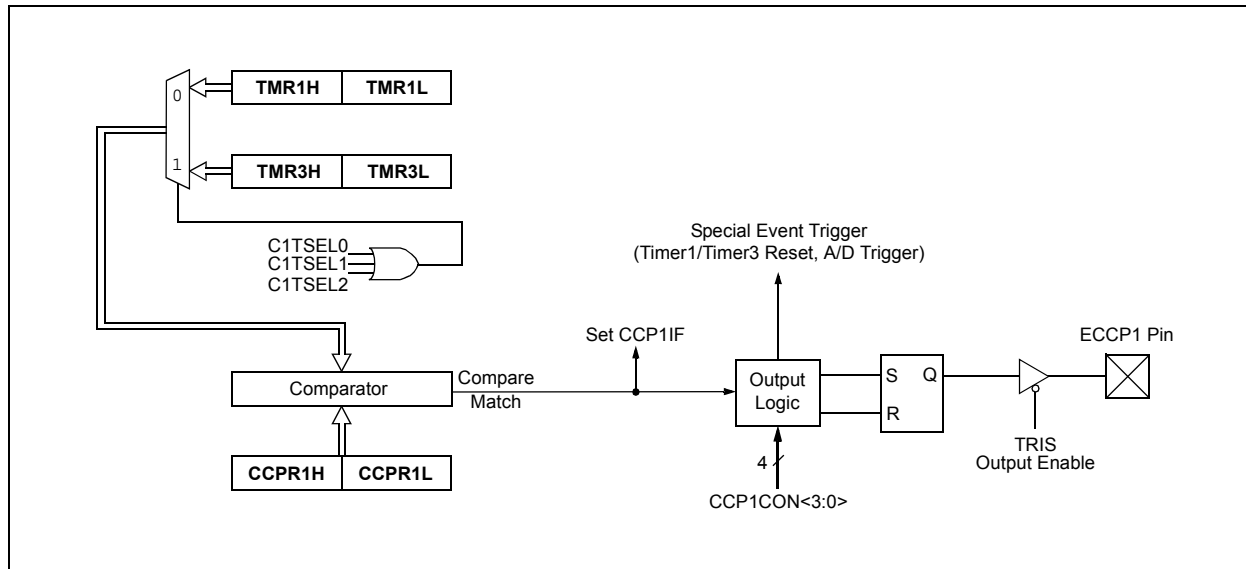 0
TMR1H TMR1L
1
TMR3H TMR3L
C1TSEL0
C1TSEL1
C1TSEL2
Special Event Trigger
(Timer1/Timer3 Reset, A/D Trigger)
Set CCP1IF
ECCP1 Pin
Comparator
Compare
Match
Output
Logic
S Q
R
TRIS
Output Enable
CCPR1H CCPR1L
4
CCP1CON<3:0>